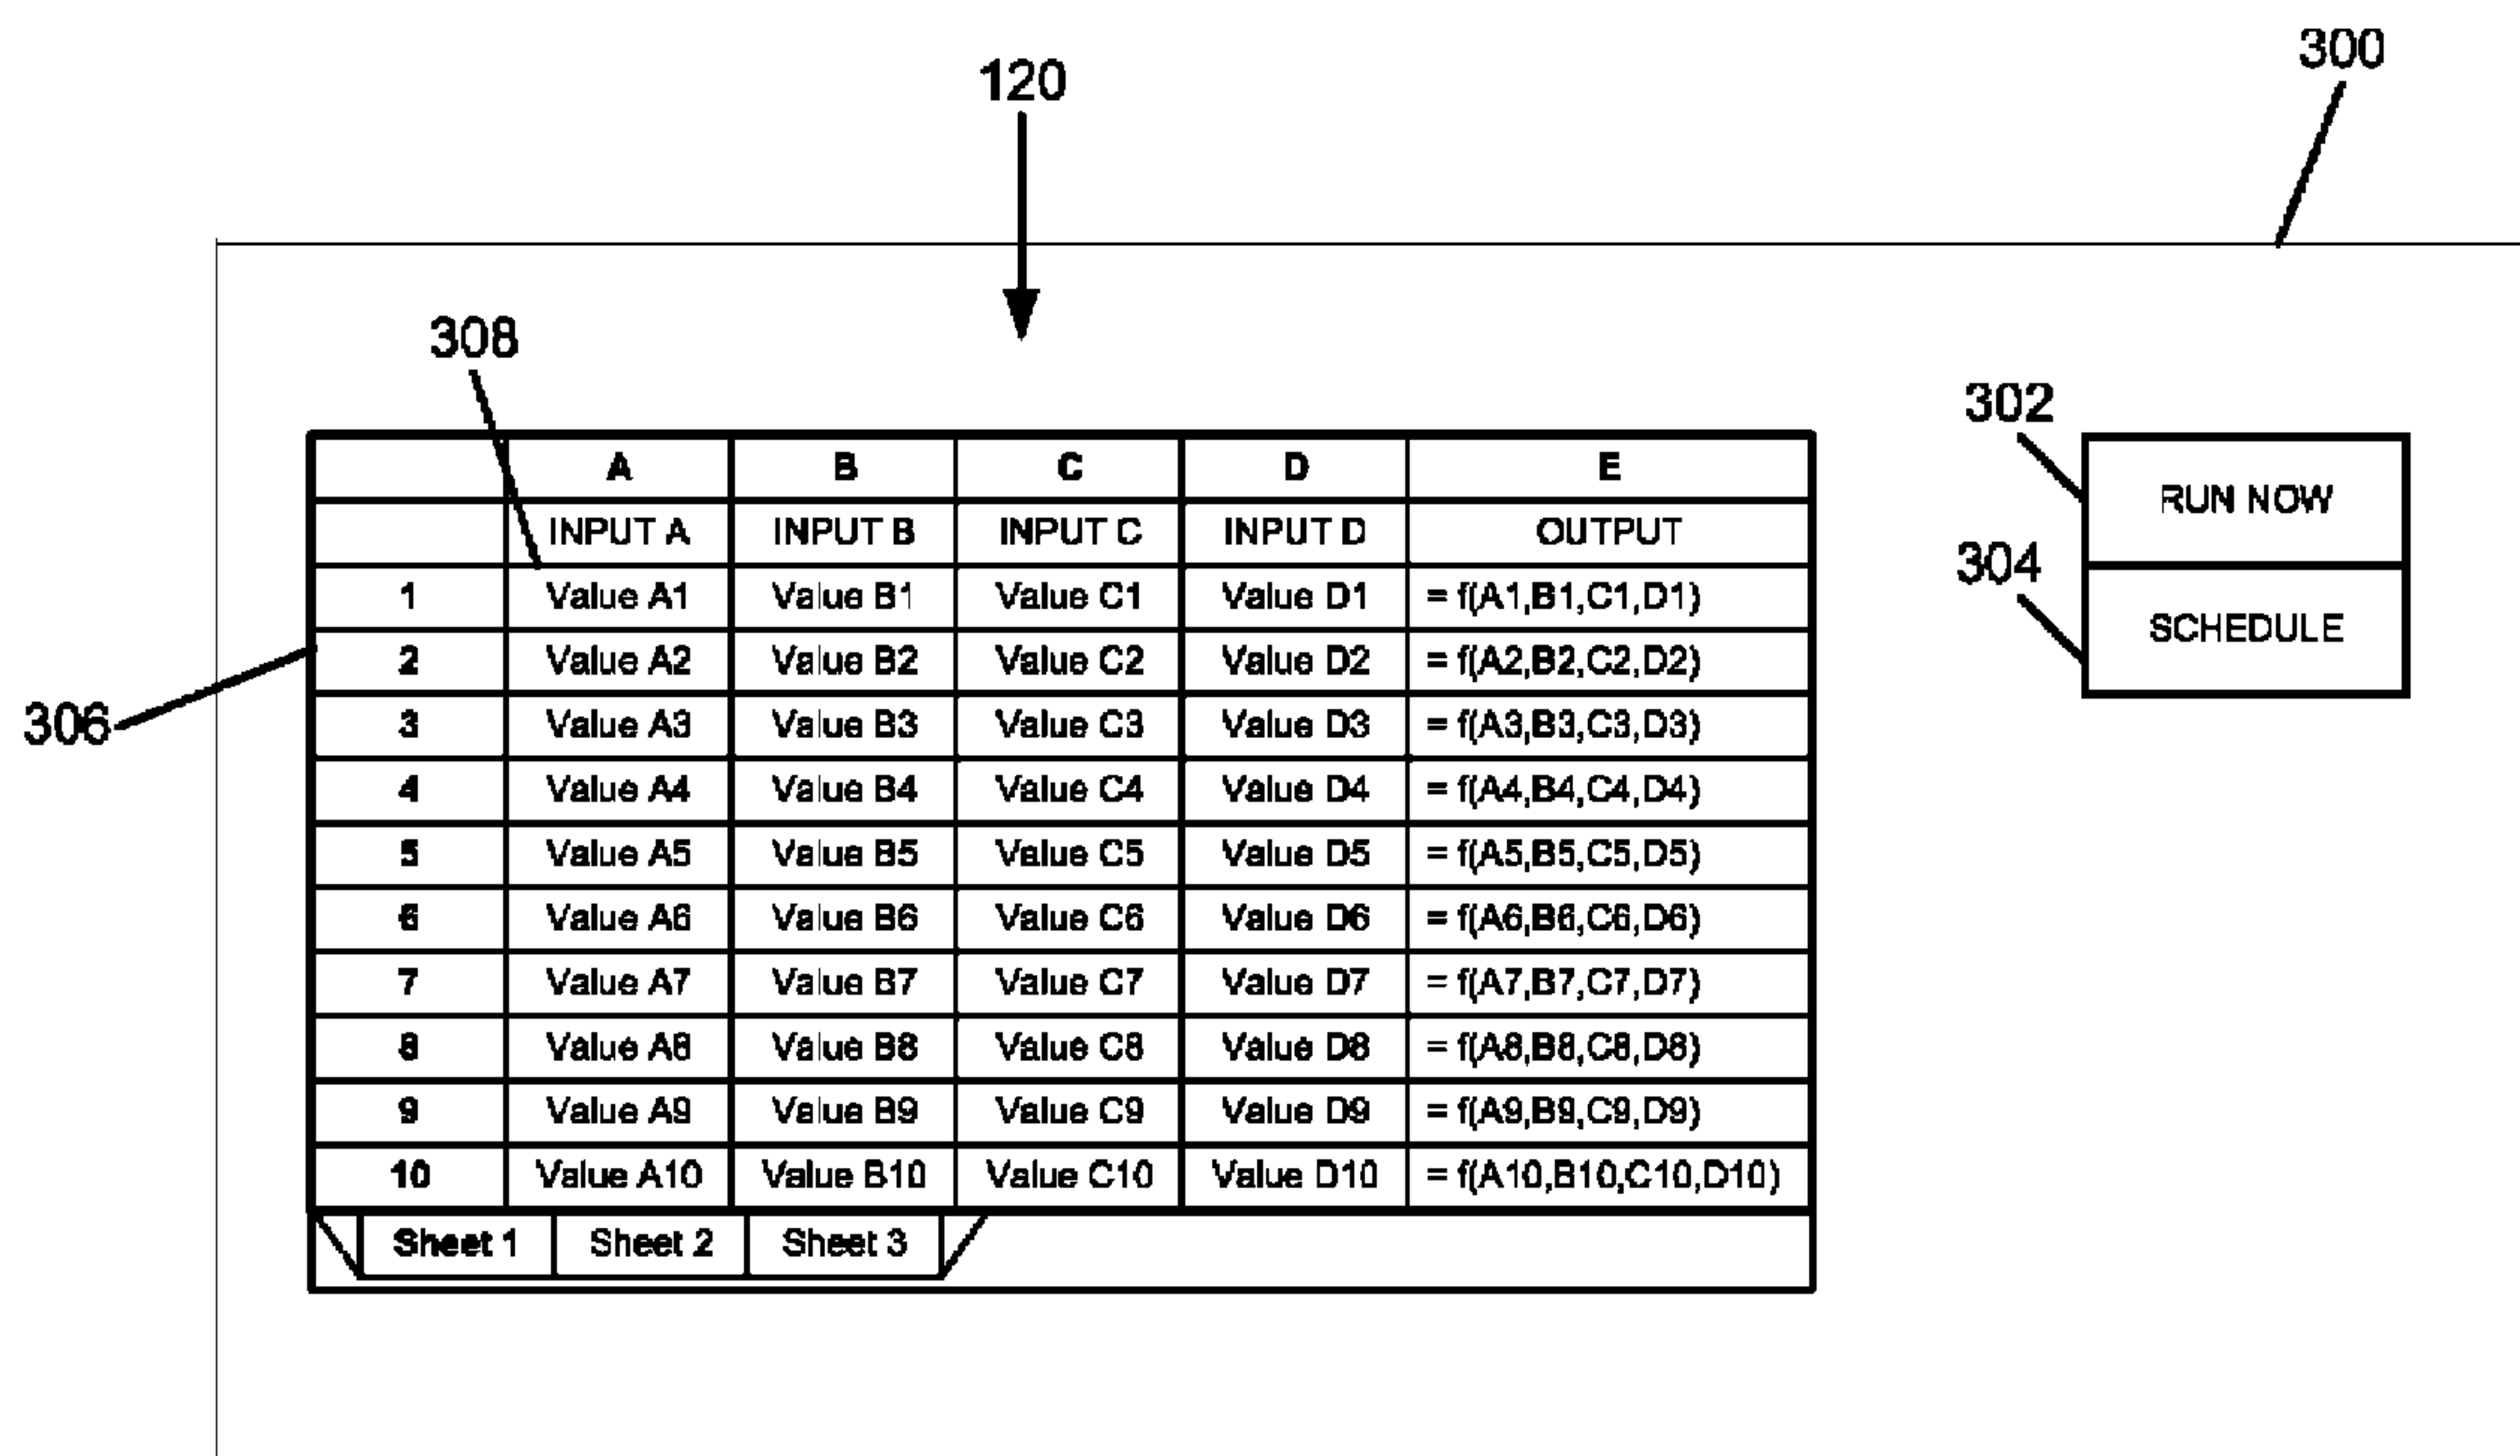 300
120
308
302
304
306
A B C D E
INPUT A INPUT B INPUT C INPUT D OUTPUT
1 Value A1 Value B1 Value C1 Value D1 = f(A1,B1,C1,D1)
2 Value A2 Value B2 Value C2 Value D2 = f(A2,B2,C2,D2)
3 Value A3 Value B3 Value C3 Value D3 = f(A3,B3,C3,D3)
4 Value A4 Value B4 Value C4 Value D4 = f(A4,B4,C4,D4)
5 Value A5 Value B5 Value C5 Value D5 = f(A5,B5,C5,D5)
6 Value A6 Value B6 Value C6 Value D6 = f(A6,B6,C6,D6)
7 Value A7 Value B7 Value C7 Value D7 = f(A7,B7,C7,D7)
8 Value A8 Value B8 Value C8 Value D8 = f(A8,B8,C8,D8)
9 Value A9 Value B9 Value C9 Value D9 = f(A9,B9,C9,D9)
10 Value A10 Value B10 Value C10 Value D10 = f(A10,B10,C10,D10)
Sheet 1 Sheet 2 Sheet 3
RUN NOW
SCHEDULE